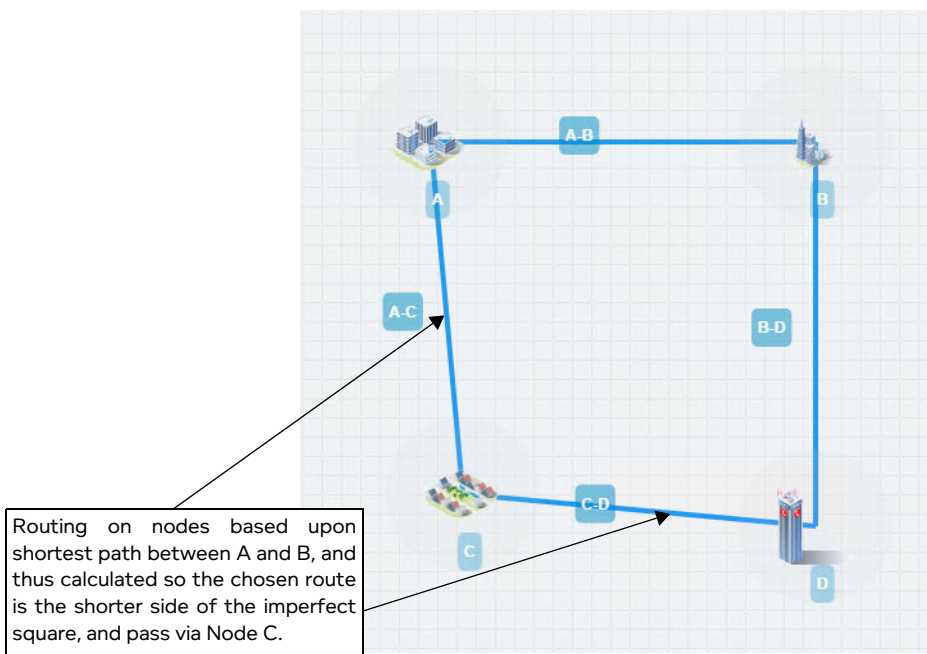 A-B
A
B
A-C
B-D
C-D
C
D
Routing on nodes based upon
shortest path between A and B, and
thus calculated so the chosen route
is the shorter side of the imperfect
square, and pass via Node C.